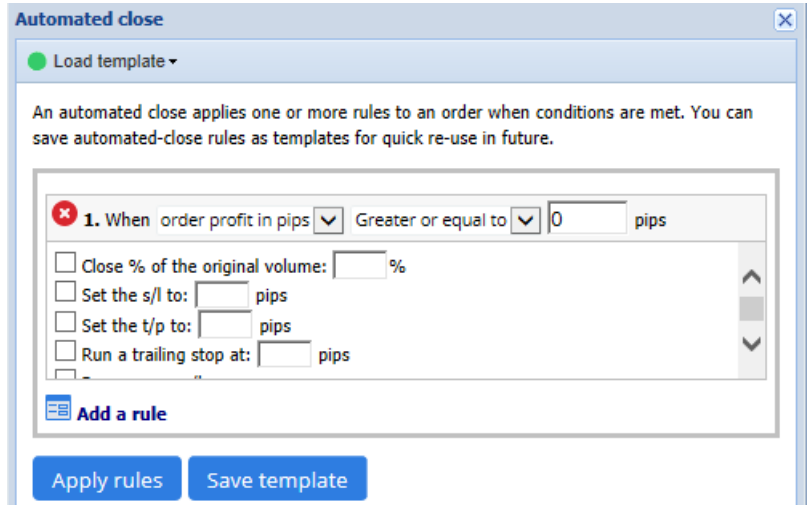 Automated close
Load template
An automated close applies one or more rules to an order when conditions are met. You can
save automated-close rules as templates for quick re-use in future.
1. When order profit in pips Greater or equal to 0 pips
Close % of the original volume: %
Set the s/l to: pips
Set the t/p to: pips
Run a trailing stop at: pips
Add a rule
Apply rules Save template